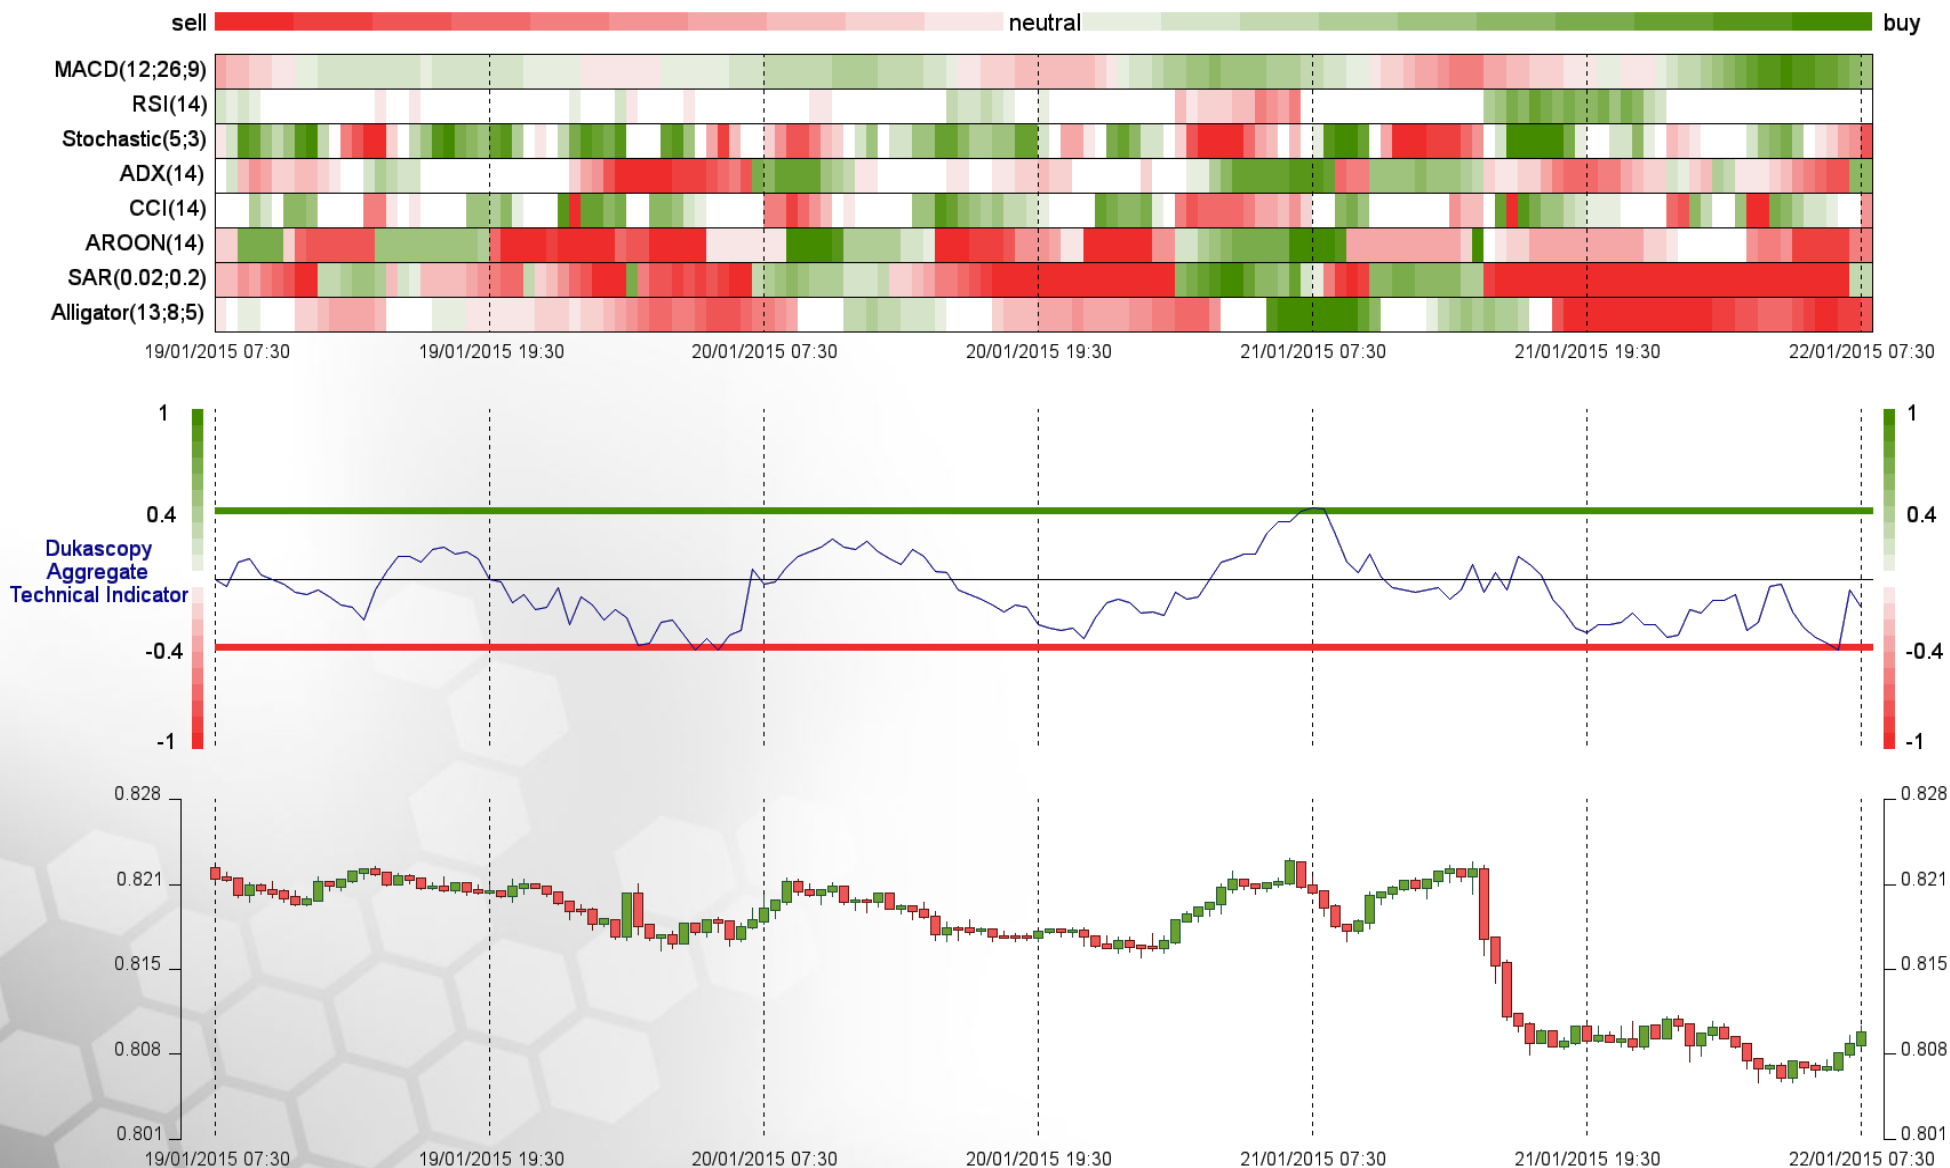 sell neutral buy
MACD(12;26;9)
RSI(14)
Stochastic(5;3)
ADX(14)
CCI(14)
AROON(14)
SAR(0.02;0.2)
Alligator(13;8;5)
19/01/2015 07:30 19/01/2015 19:30 20/01/2015 07:30 20/01/2015 19:30 21/01/2015 07:30 21/01/2015 19:30 22/01/2015 07:30
1 1
0.4 0.4
Dukascopy
Aggregate
Technical Indicator
-0.4 -0.4
-1 -1
0.828 0.828
0.821 0.821
0.815 0.815
0.808 0.808
0.801 0.801
19/01/2015 07:30 19/01/2015 19:30 20/01/2015 07:30 20/01/2015 19:30 21/01/2015 07:30 21/01/2015 19:30 22/01/2015 07:30